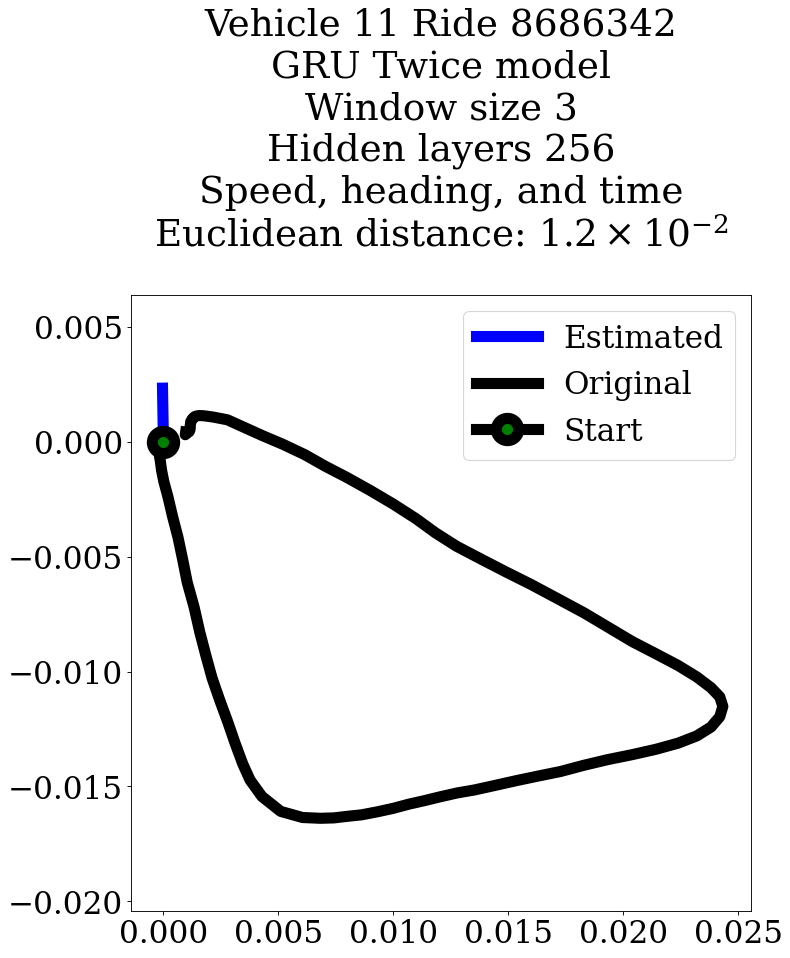 Vehicle 11 Ride 8686342
GRU Twice model
Window size 3
Hidden layers 256
Speed, heading, and time
Euclidean distance: 1.2 × 10⁻²
Estimated
Original
Start
0.005
0.000
−0.005
−0.010
−0.015
−0.020
0.000 0.005 0.010 0.015 0.020 0.025